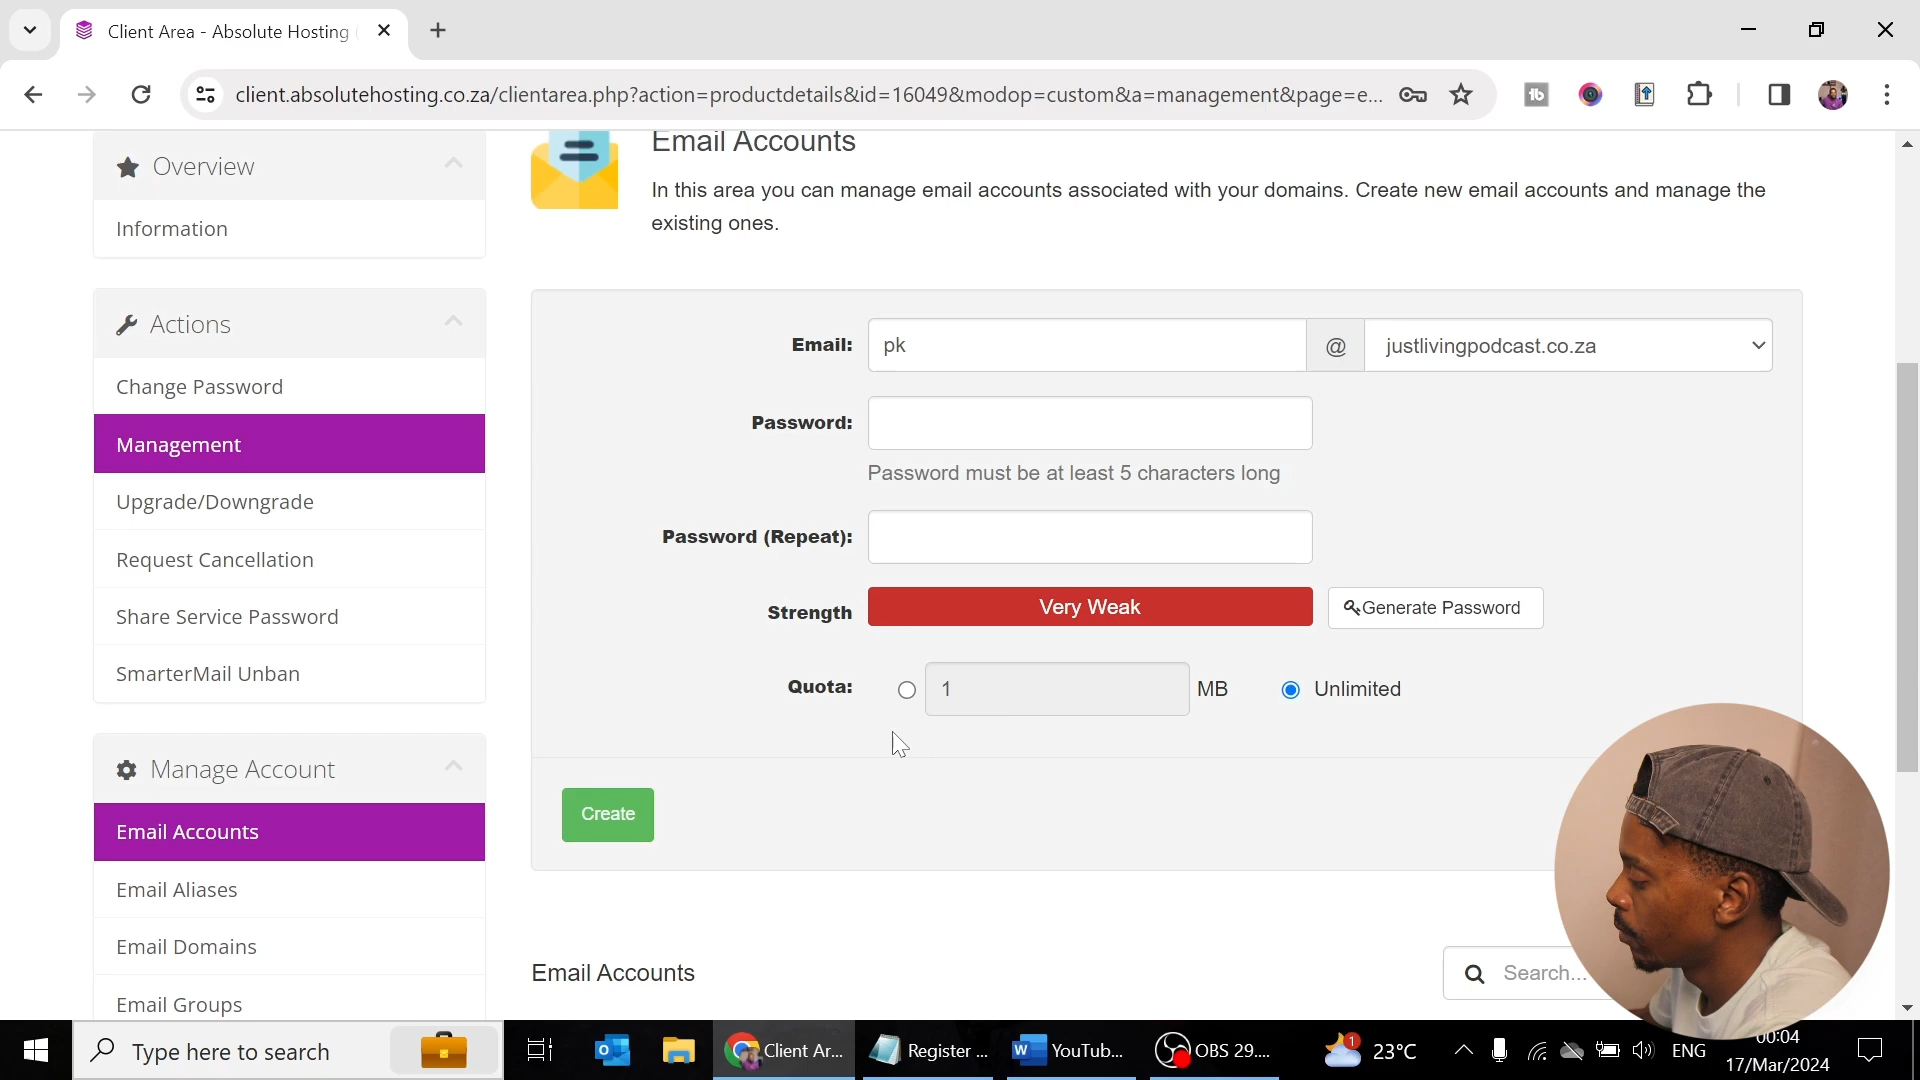 Client Area - Absolute Hosting
client.absolutehosting.co.za/clientarea.php?action=productdetails&id=16049&modop=custom&a=management&page=e...
Overview
Information
Actions
Change Password
Management
Upgrade/Downgrade
Request Cancellation
Share Service Password
SmarterMail Unban
Manage Account
Email Accounts
Email Aliases
Email Domains
Email Groups
Email Accounts
In this area you can manage email accounts associated with your domains. Create new email accounts and manage the
existing ones.
Email: pk @ justlivingpodcast.co.za
Password:
Password must be at least 5 characters long
Password (Repeat):
Strength Very Weak Generate Password
Quota: 1 MB Unlimited
Create
Email Accounts
Search...
Type here to search
Client Ar...
Register ...
YouTub...
OBS 29....
1
23°C
ENG
00:04
17/Mar/2024